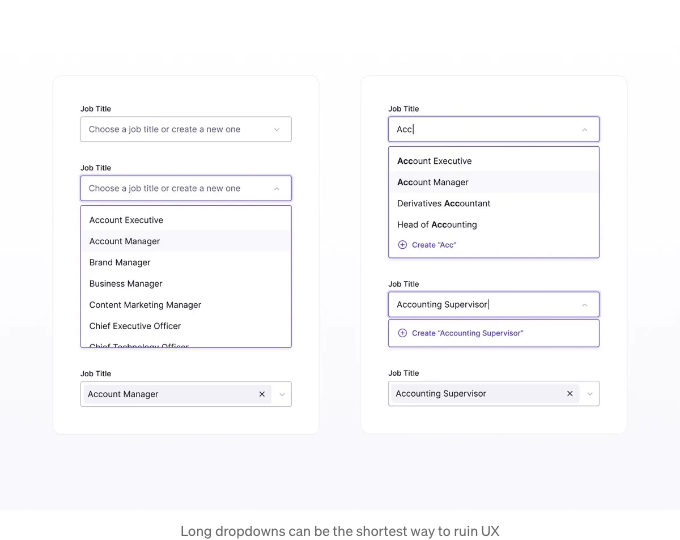 Job Title
Choose a job title or create a new one
Job Title
Choose a job title or create a new one
Account Executive
Account Manager
Brand Manager
Business Manager
Content Marketing Manager
Chief Executive Officer
Chief Technology Officer
Job Title
Account Manager
Job Title
Acc
Account Executive
Account Manager
Derivatives Accountant
Head of Accounting
Create "Acc"
Job Title
Accounting Supervisor
Create "Accounting Supervisor"
Job Title
Accounting Supervisor
Long dropdowns can be the shortest way to ruin UX